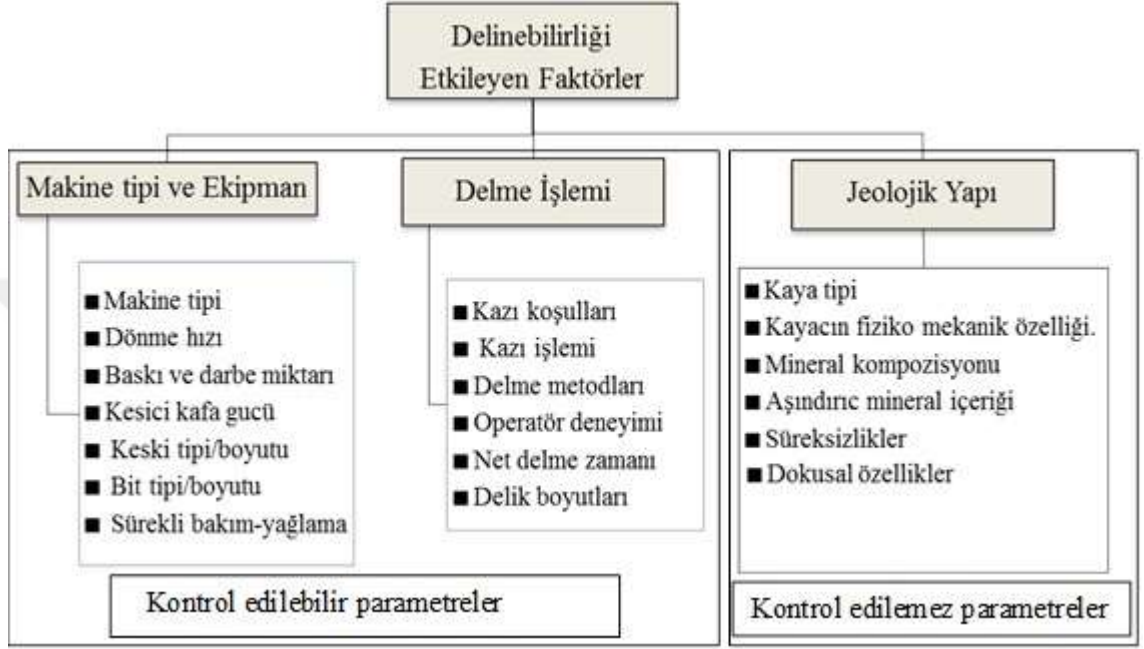 Delinebilirliği
Etkileyen Faktörler
Makine tipi ve Ekipman
■ Makine tipi
■ Dönme hızı
■ Baskı ve darbe miktarı
■ Kesici kafa gucü
■ Keski tipi/boyutu
■ Bit tipi/boyutu
■ Sürekli bakım-yağlama
Delme İşlemi
■ Kazı koşulları
■ Kazı işlemi
■ Delme metodları
■ Operatör deneyimi
■ Net delme zamanı
■ Delik boyutları
Kontrol edilebilir parametreler
Jeolojik Yapı
■ Kaya tipi
■ Kayacın fiziko mekanik özelliği.
■ Mineral kompozisyonu
■ Aşındırıc mineral içeriği
■ Süreksizlikler
■ Dokusal özellikler
Kontrol edilemez parametreler